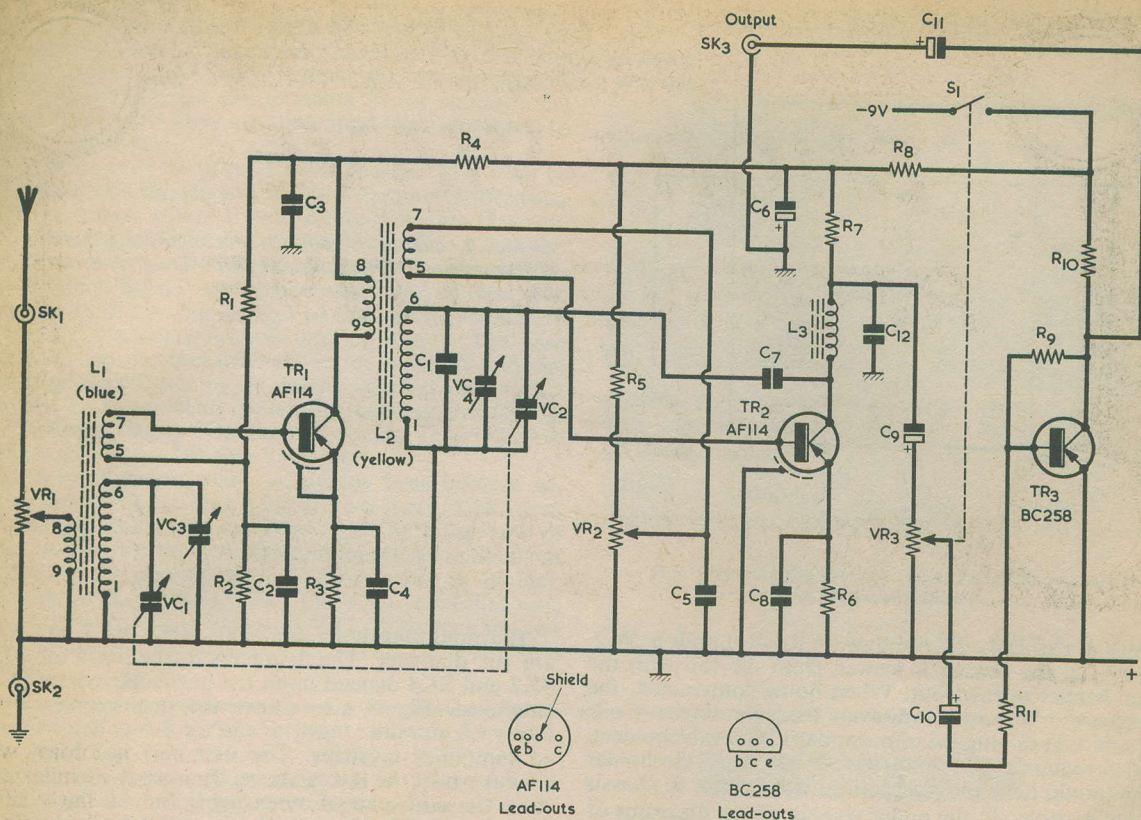 Output
SK3
C11
S1
-9V
R4
R8
C3
C6
R7
7
5
8
9
6
1
R1
R10
SK1
L1
(blue)
TR1
AF114
C1
VC4
VC2
L2
(yellow)
R5
C7
L3
C12
R9
TR2
AF114
C9
TR3
BC258
7
5
6
8
9
1
VR1
VC3
VC1
R2
C2
R3
C4
VR2
C5
C8
R6
VR3
+
+
+
+
+
SK2
C10
R11
Shield
e b c
AF114
Lead-outs
b c e
BC258
Lead-outs